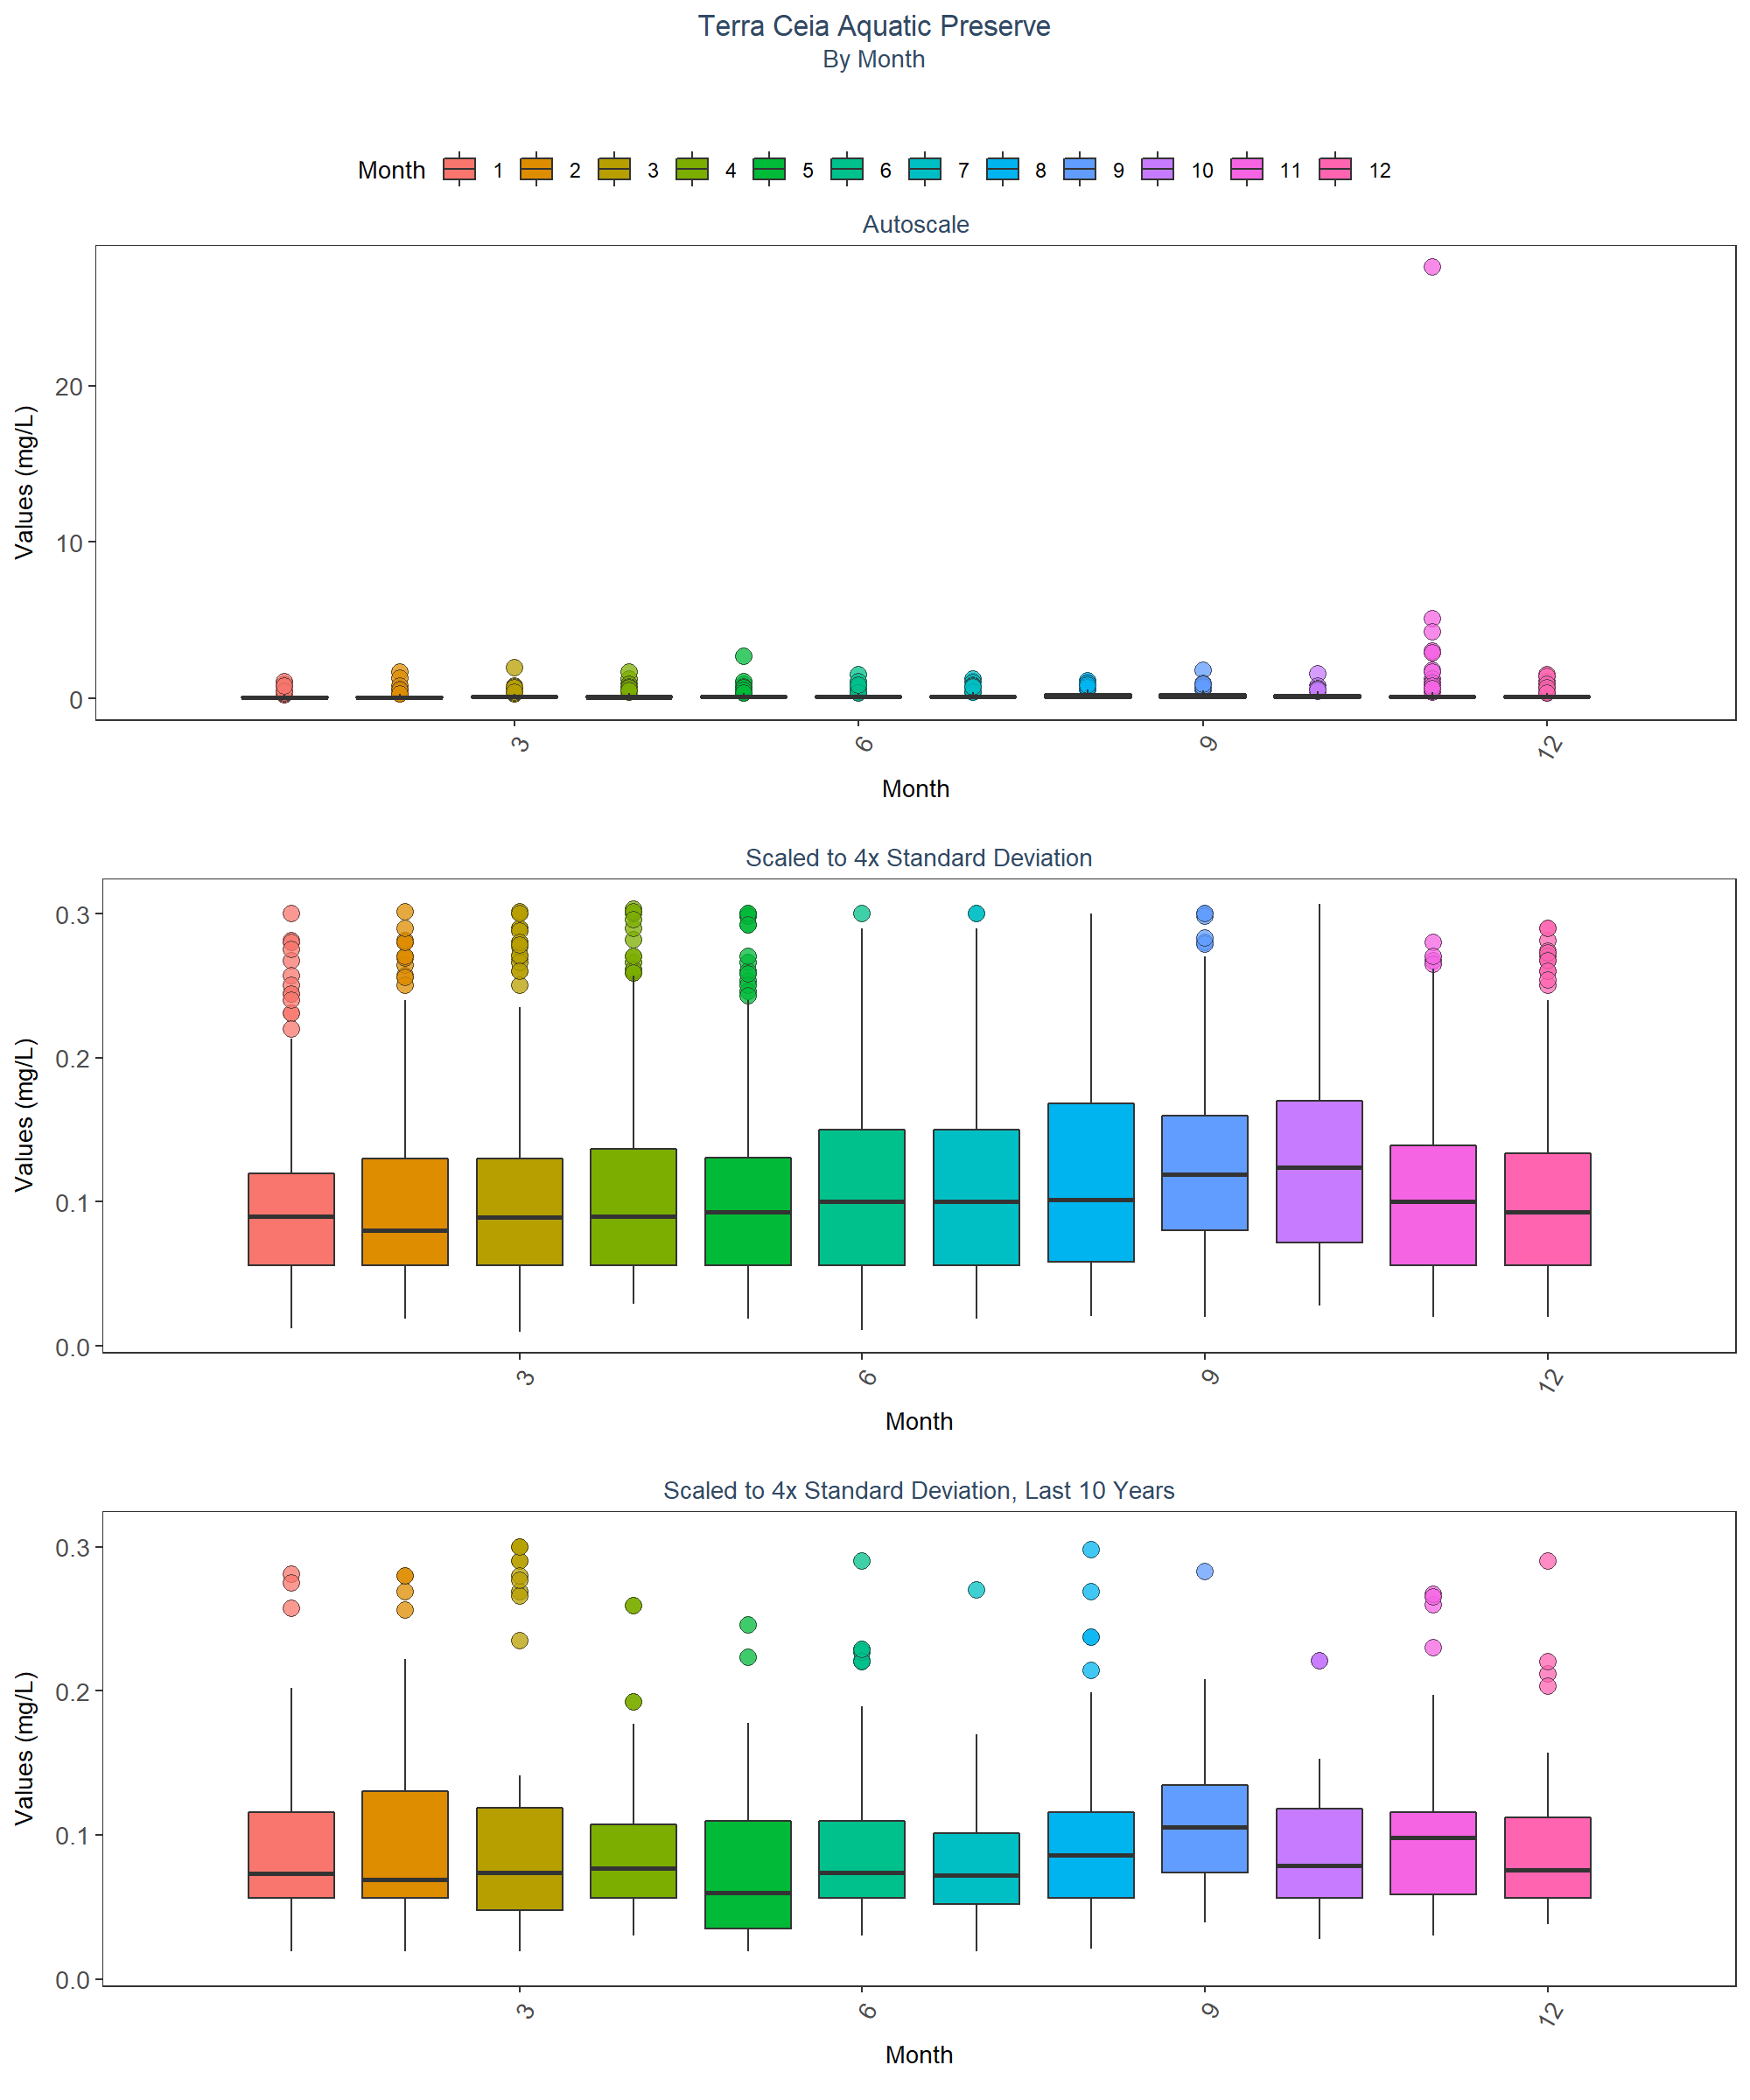 Terra Ceia Aquatic Preserve
By Month
Month 1 2 3 4 5 6 7 8 9 10 11 12
Autoscale
Values (mg/L)
20
10
0
3 6 9 12
Month
Scaled to 4x Standard Deviation
Values (mg/L)
0.3
0.2
0.1
0.0
3 6 9 12
Month
Scaled to 4x Standard Deviation, Last 10 Years
Values (mg/L)
0.3
0.2
0.1
0.0
3 6 9 12
Month